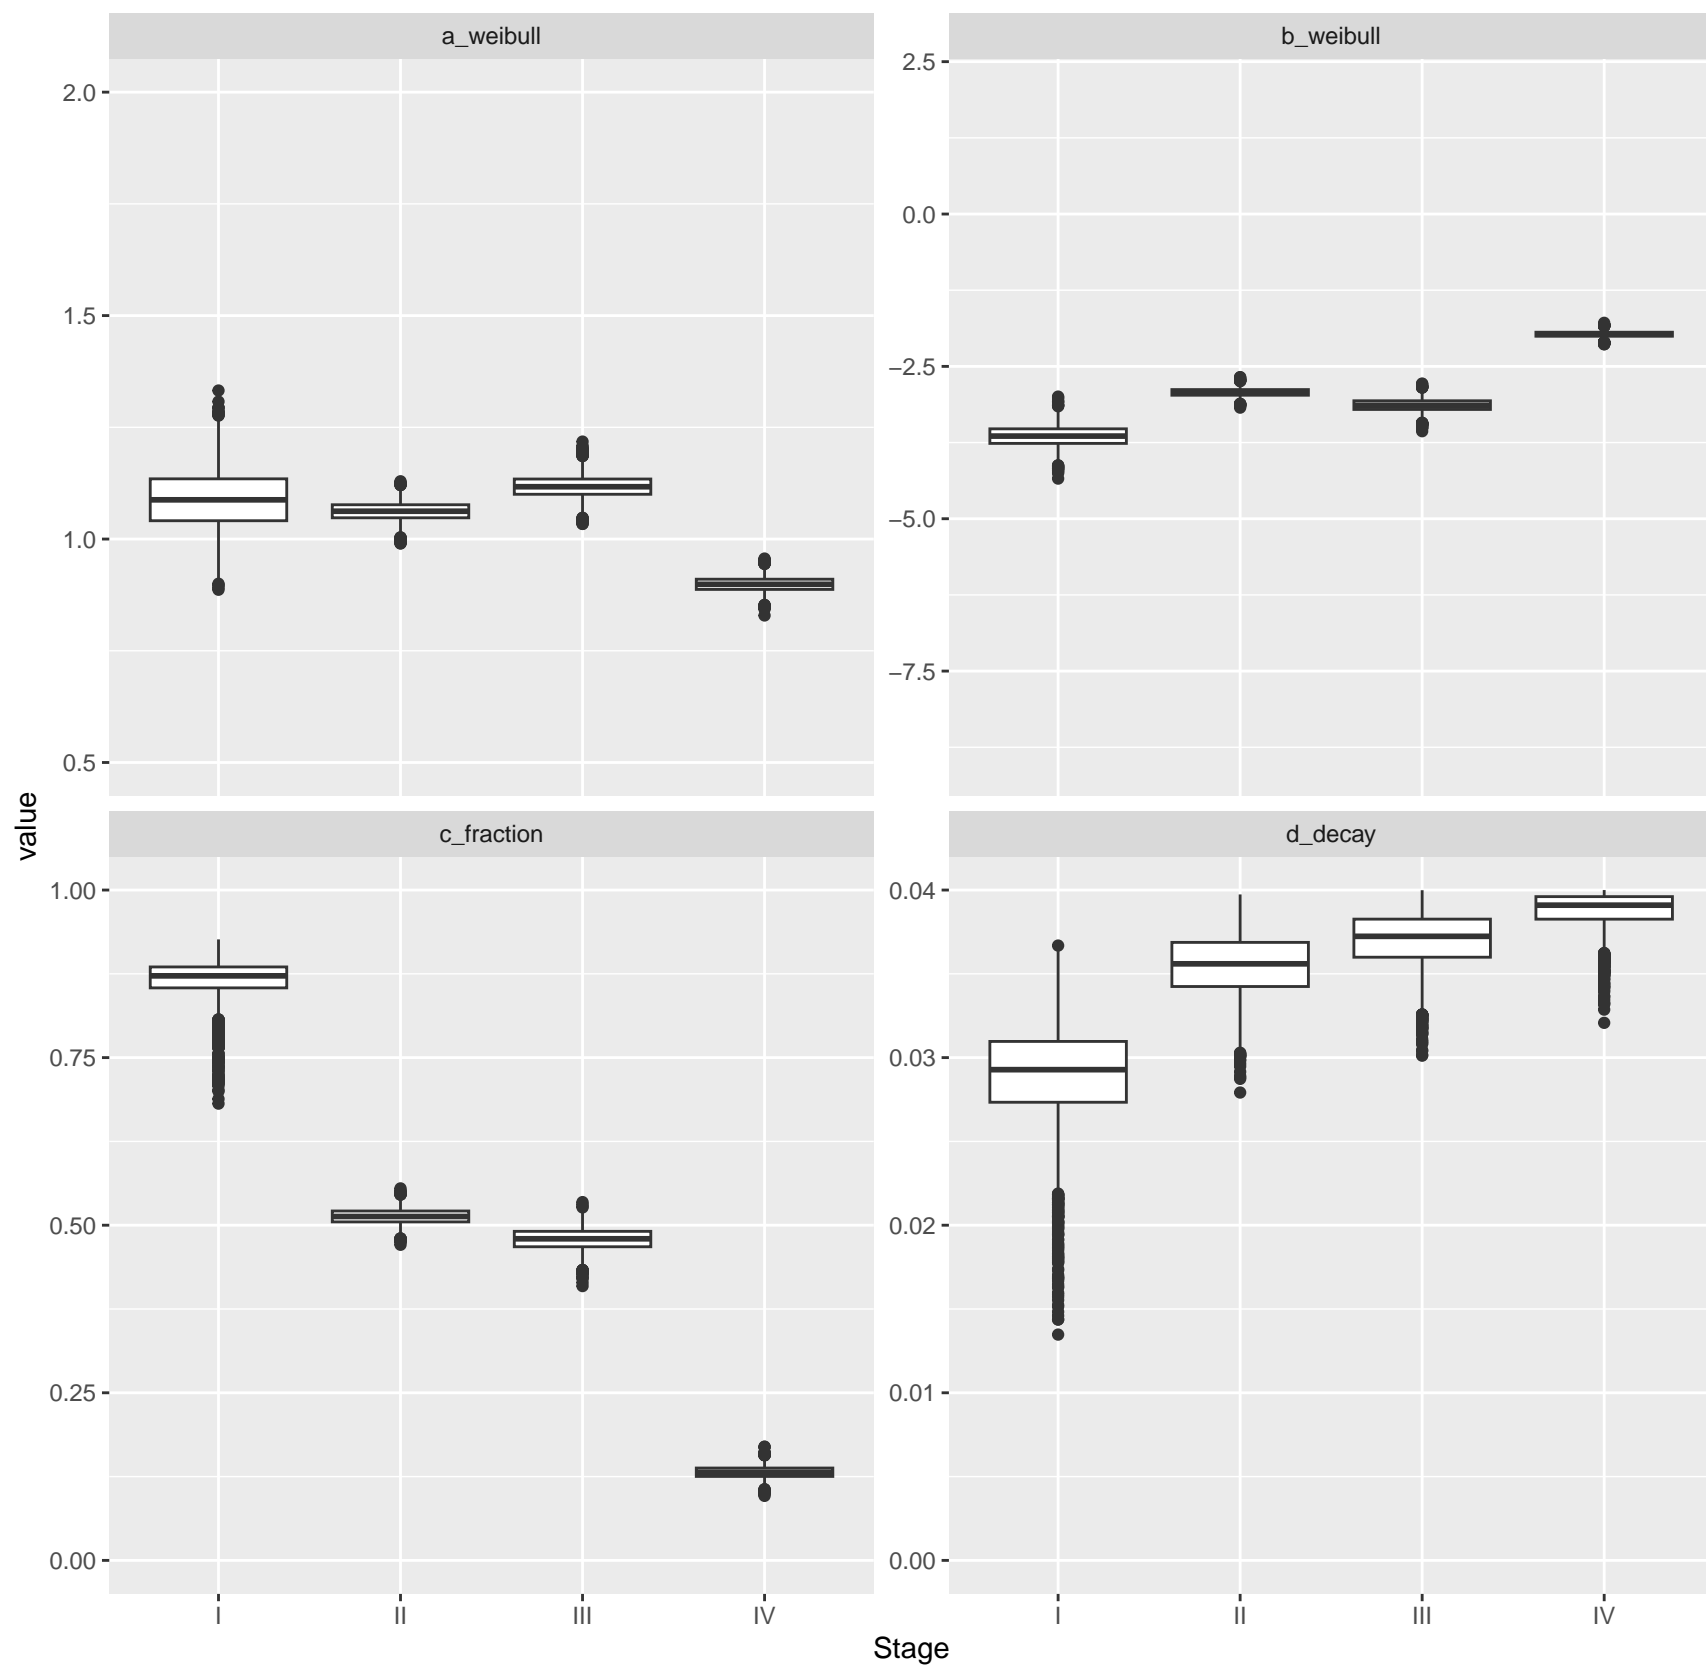 a_weibull
b_weibull
2.0
1.5
1.0
0.5
2.5
0.0
−2.5
−5.0
−7.5
value
c_fraction
d_decay
1.00
0.75
0.50
0.25
0.00
0.04
0.03
0.02
0.01
0.00
I II III IV
I II III IV
Stage